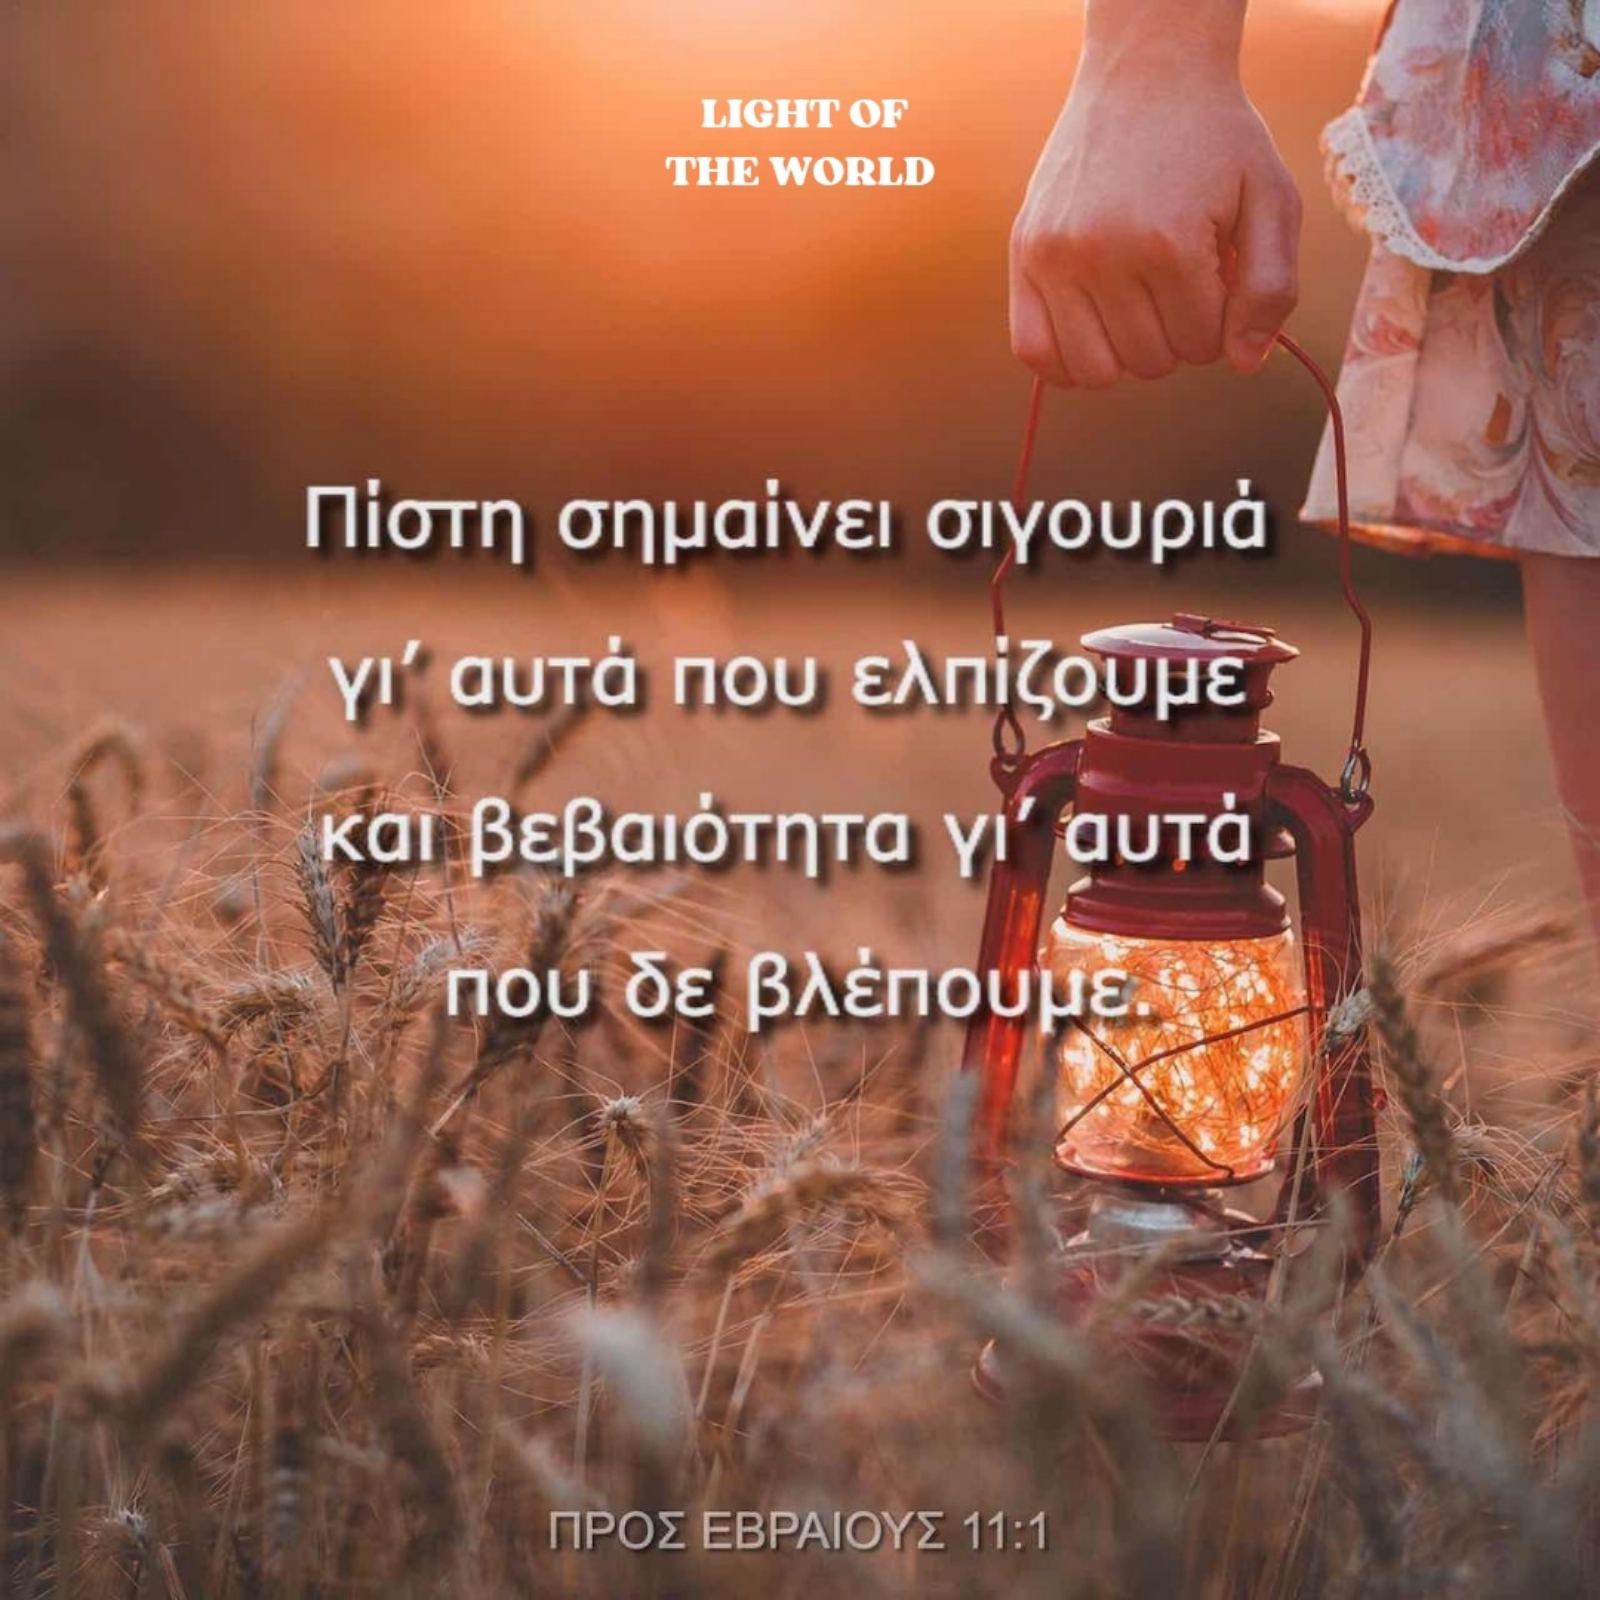 LIGHT OF
THE WORLD
Πίστη σημαίνει σιγουριά
γι’ αυτά που ελπίζουμε
και βεβαιότητα γι’ αυτά
που δε βλέπουμε.
ΠΡΟΣ ΕΒΡΑΙΟΥΣ 11:1